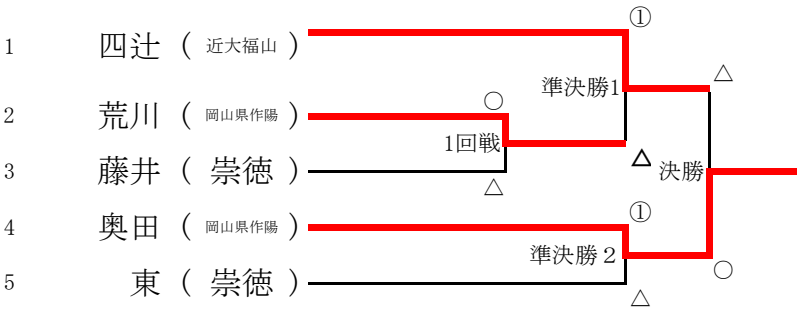 ①
1 四辻 ( 近大福山 )
△
準決勝1
○
2 荒川 ( 岡山県作陽 )
1回戦
△
3 藤井 ( 崇徳 )
決勝
△
①
4 奥田 ( 岡山県作陽 )
準決勝２
○
5 東 ( 崇徳 )
△